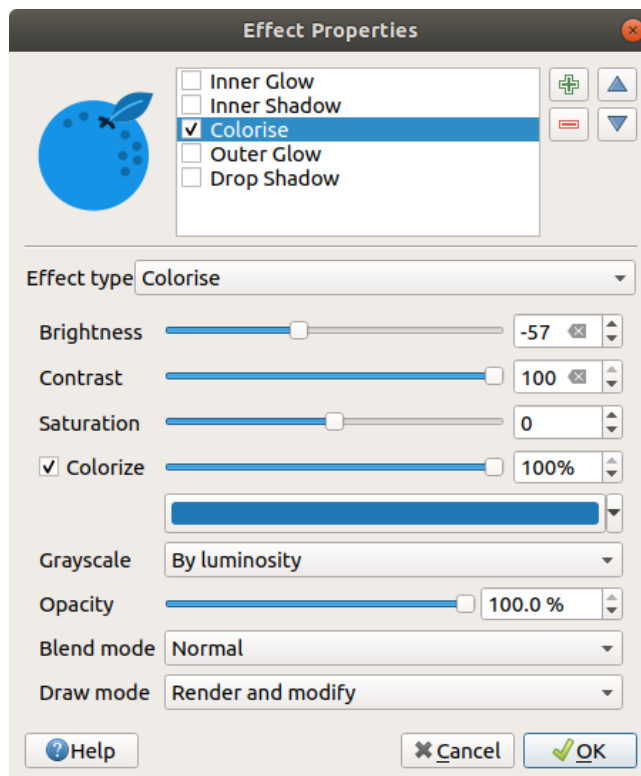 Effect Properties
Inner Glow
Inner Shadow
Colorise
Outer Glow
Drop Shadow
Effect type Colorise
Brightness -57
Contrast 100
Saturation 0
Colorize 100%
Grayscale By luminosity
Opacity 100.0 %
Blend mode Normal
Draw mode Render and modify
Help Cancel OK